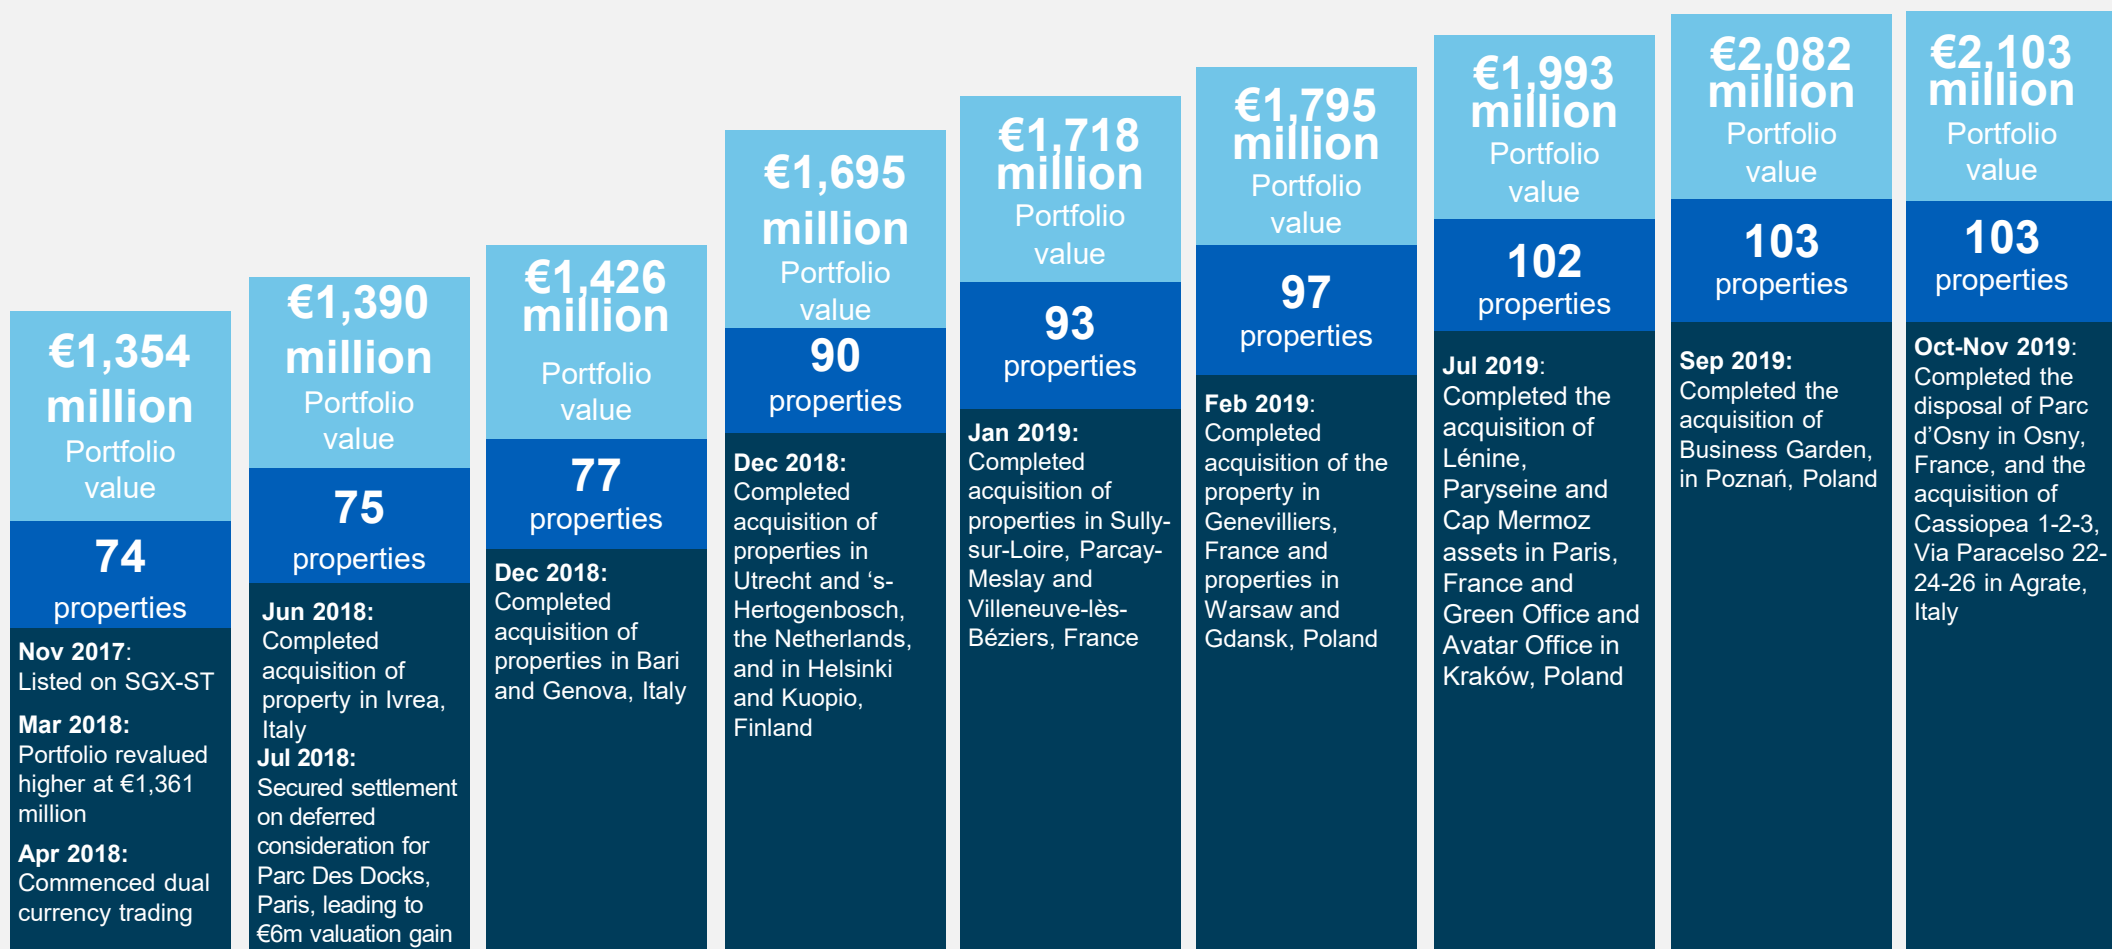 €1,354
million
Portfolio
value
74
properties
Nov 2017:
Listed on SGX-ST
Mar 2018:
Portfolio revalued
higher at €1,361
million
Apr 2018:
Commenced dual
currency trading
€1,390
million
Portfolio
value
75
properties
Jun 2018:
Completed
acquisition of
property in Ivrea,
Italy
Jul 2018:
Secured settlement
on deferred
consideration for
Parc Des Docks,
Paris, leading to
€6m valuation gain
€1,426
million
Portfolio
value
77
properties
Dec 2018:
Completed
acquisition of
properties in Bari
and Genova, Italy
€1,695
million
Portfolio
value
90
properties
Dec 2018:
Completed
acquisition of
properties in
Utrecht and ‘s-
Hertogenbosch,
the Netherlands,
and in Helsinki
and Kuopio,
Finland
€1,718
million
Portfolio
value
93
properties
Jan 2019:
Completed
acquisition of
properties in Sully-
sur-Loire, Parcay-
Meslay and
Villeneuve-lès-
Béziers, France
€1,795
million
Portfolio
value
97
properties
Feb 2019:
Completed
acquisition of the
property in
Genevilliers,
France and
properties in
Warsaw and
Gdansk, Poland
€1,993
million
Portfolio
value
102
properties
Jul 2019:
Completed the
acquisition of
Lénine,
Paryseine and
Cap Mermoz
assets in Paris,
France and
Green Office and
Avatar Office in
Kraków, Poland
€2,082
million
Portfolio
value
103
properties
Sep 2019:
Completed the
acquisition of
Business Garden,
in Poznań, Poland
€2,103
million
Portfolio
value
103
properties
Oct-Nov 2019:
Completed the
disposal of Parc
d’Osny in Osny,
France, and the
acquisition of
Cassiopea 1-2-3,
Via Paracelso 22-
24-26 in Agrate,
Italy